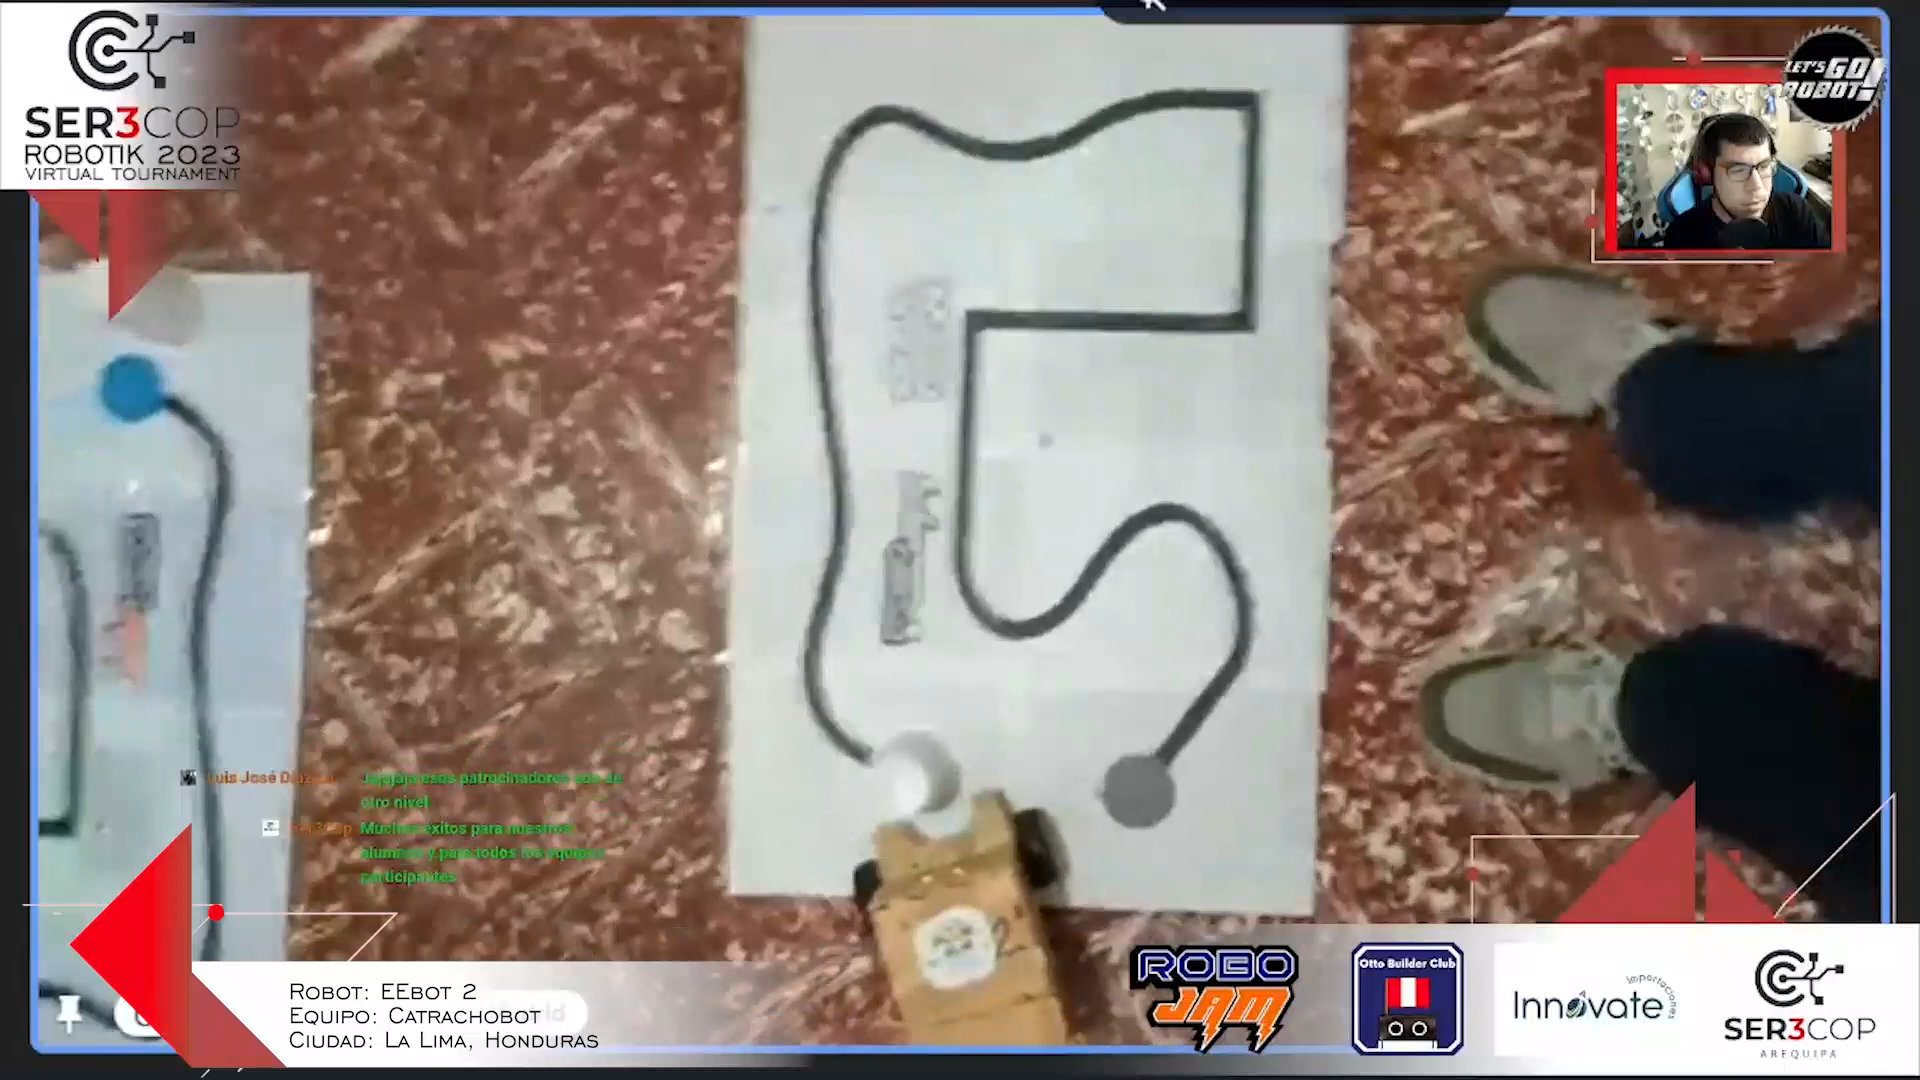 SER3COP
ROBOTIK 2023
VIRTUAL TOURNAMENT
LET'S GO
ROBOT!
Luis José
esos patrocinadores son de
otro nivel
Ser3Cop Muchos éxitos para nuestros
alumnos y para todos los equipos
participantes
2
Robot: EEbot 2
Equipo: Catrachobot
Ciudad: La Lima, Honduras
ROBO
JAM
Otto Builder Club
Innovate
importaciones
SER3COP
AREQUIPA